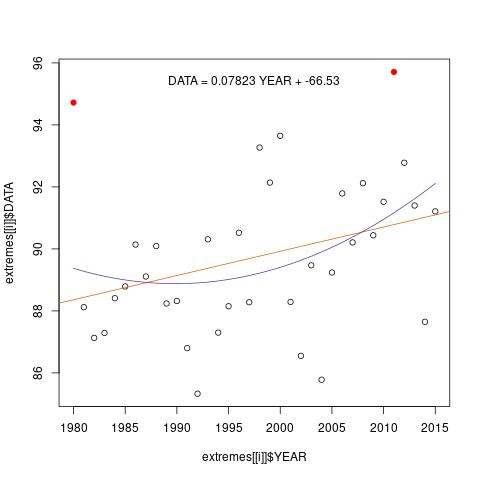 DATA = 0.07823 YEAR + -66.53
extremes[[i]]$DATA
96
94
92
90
88
86
1980 1985 1990 1995 2000 2005 2010 2015
extremes[[i]]$YEAR